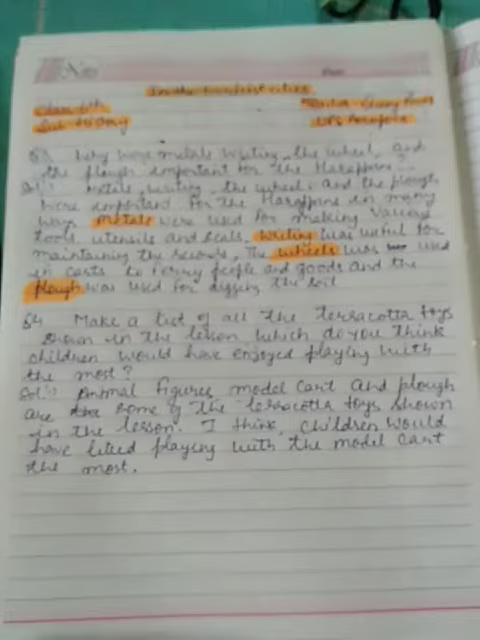 In the earliest cities
Class 6th
Sub History
Q3 Why were metals writing, the wheel, and
the plough important for the Harappans.
Sol:- Metals, writing, the wheel, and the plough
were important for the Harappans in many
ways metals were used for making various
tools, utensils and seals. writing was useful for
maintaining the records, The wheels was used
in carts to ferry people and goods and the
plough was used for digging the soil
Q4 Make a list of all the terracotta toys
shown in the lesson which do you think
children would have enjoyed playing with
the most?
Sol:- Animal figures model cart and plough
are the some of the terracotta toys shown
in the lesson. I think, children would
have liked playing with the model cart
the most.